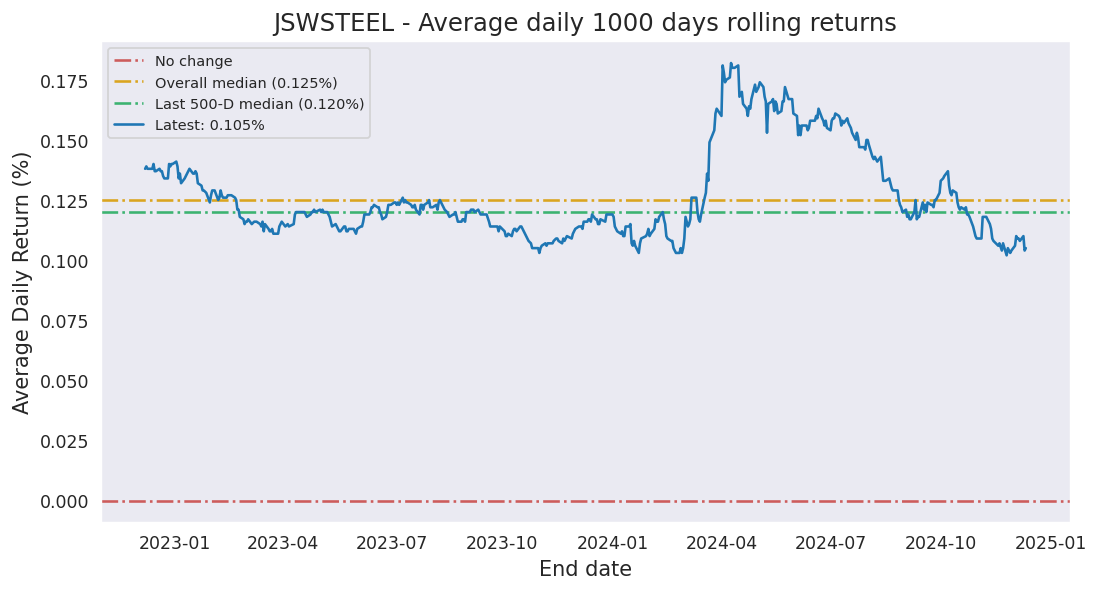 JSWSTEEL - Average daily 1000 days rolling returns
No change
Overall median (0.125%)
Last 500-D median (0.120%)
Latest: 0.105%
Average Daily Return (%)
0.175
0.150
0.125
0.100
0.075
0.050
0.025
0.000
2023-01 2023-04 2023-07 2023-10 2024-01 2024-04 2024-07 2024-10 2025-01
End date